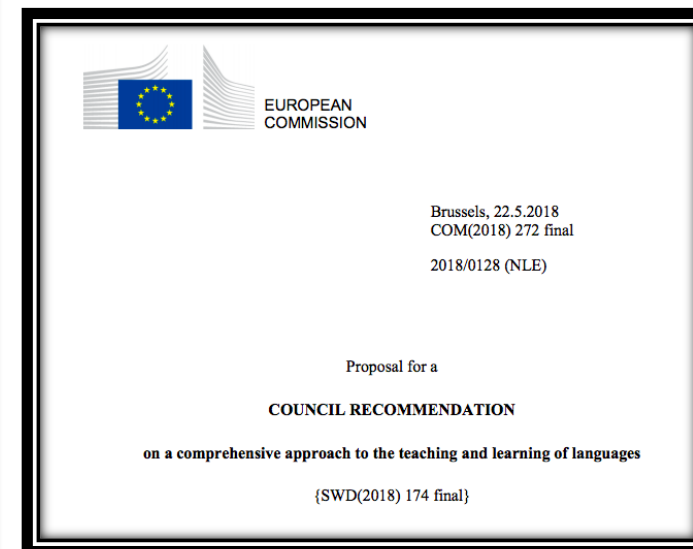 EUROPEAN
COMMISSION
Brussels, 22.5.2018
COM(2018) 272 final
2018/0128 (NLE)
Proposal for a
COUNCIL RECOMMENDATION
on a comprehensive approach to the teaching and learning of languages
{SWD(2018) 174 final}